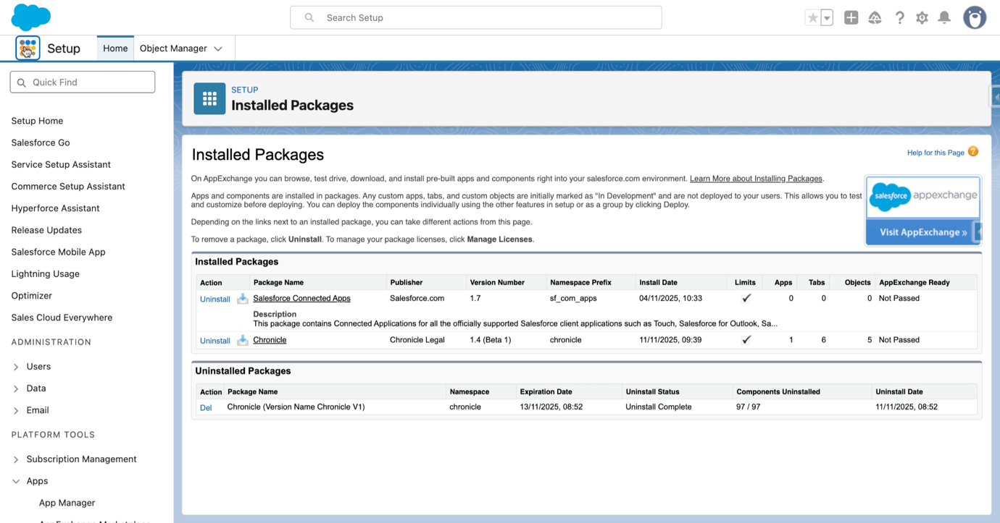 Search Setup
Setup
Home
Object Manager
Quick Find
Setup Home
Salesforce Go
Service Setup Assistant
Commerce Setup Assistant
Hyperforce Assistant
Release Updates
Salesforce Mobile App
Lightning Usage
Optimizer
Sales Cloud Everywhere
ADMINISTRATION
Users
Data
Email
PLATFORM TOOLS
Subscription Management
Apps
App Manager
SETUP
Installed Packages
Installed Packages
Help for this Page ?
On AppExchange you can browse, test drive, download, and install pre-built apps and components right into your salesforce.com environment. Learn More about Installing Packages.
Apps and components are installed in packages. Any custom apps, tabs, and custom objects are initially marked as "In Development" and are not deployed to your users. This allows you to test
and customize before deploying. You can deploy the components individually using the other features in setup or as a group by clicking Deploy.
Depending on the links next to an installed package, you can take different actions from this page.
To remove a package, click Uninstall. To manage your package licenses, click Manage Licenses.
salesforce appexchange
Visit AppExchange »
Installed Packages
Action Package Name Publisher Version Number Namespace Prefix Install Date Limits Apps Tabs Objects AppExchange Ready
Uninstall Salesforce Connected Apps Salesforce.com 1.7 sf_com_apps 04/11/2025, 10:33 ✓ 0 0 0 Not Passed
Description
This package contains Connected Applications for all the officially supported Salesforce client applications such as Touch, Salesforce for Outlook, Sa...
Uninstall Chronicle Chronicle Legal 1.4 (Beta 1) chronicle 11/11/2025, 09:39 ✓ 1 6 5 Not Passed
Uninstalled Packages
Action Package Name Namespace Expiration Date Uninstall Status Components Uninstalled Uninstall Date
Del Chronicle (Version Name Chronicle V1) chronicle 13/11/2025, 08:52 Uninstall Complete 97 / 97 11/11/2025, 08:52